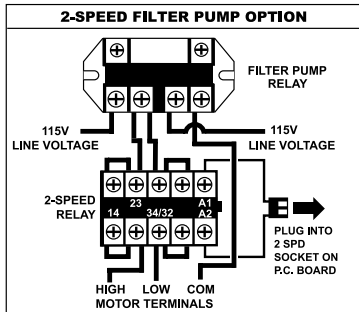 2-SPEED FILTER PUMP OPTION
FILTER PUMP
RELAY
115V
LINE VOLTAGE
115V
LINE VOLTAGE
2-SPEED
RELAY
23
A1
14
34/32
A2
PLUG INTO
2 SPD
SOCKET ON
P.C. BOARD
HIGH LOW COM
MOTOR TERMINALS